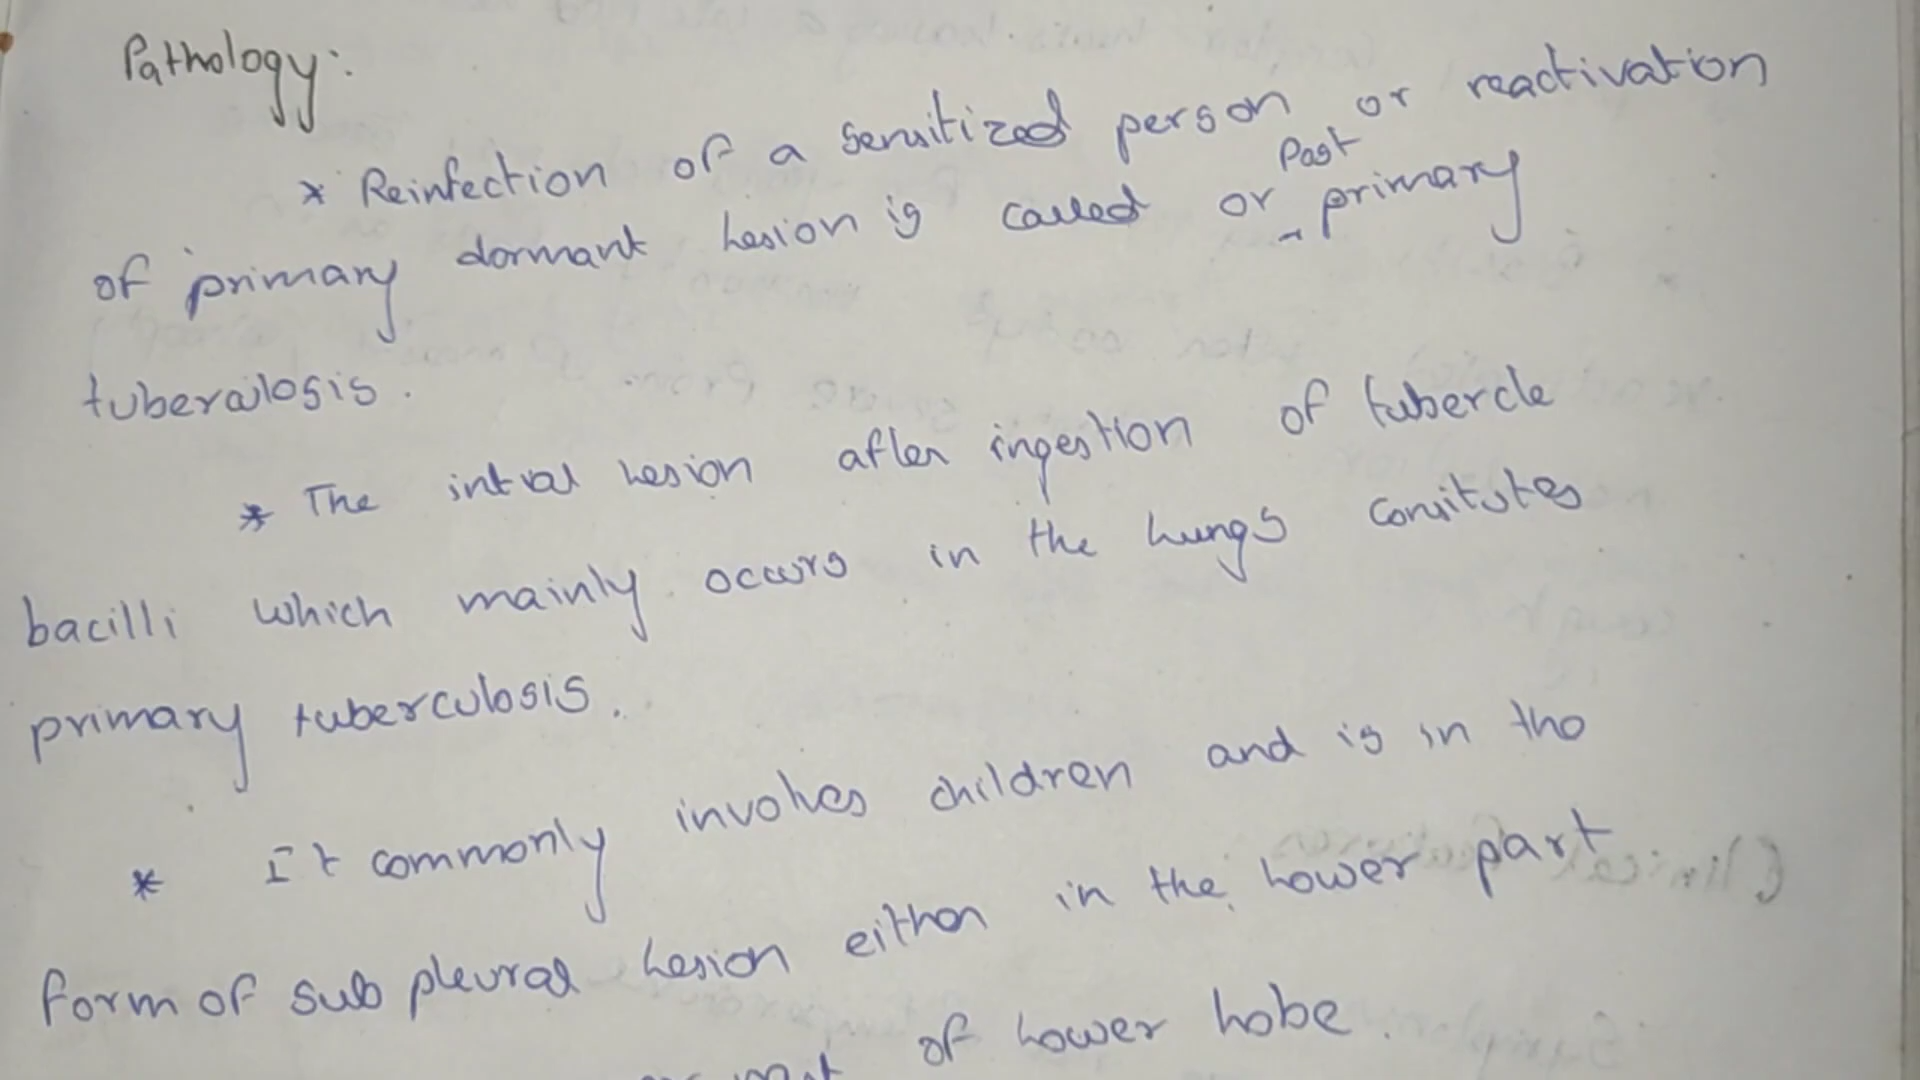 Pathology:
* Reinfection of a sensitized person or reactivation
of primary dormant Lesion is called or past primary
tuberculosis.
* The intial lesion after ingestion of tubercle
bacilli which mainly occurs in the lungs consitutes
primary tuberculosis.
* It commonly involves children and is in the
form of sub pleural lesion either in the lower part
of lower lobe.